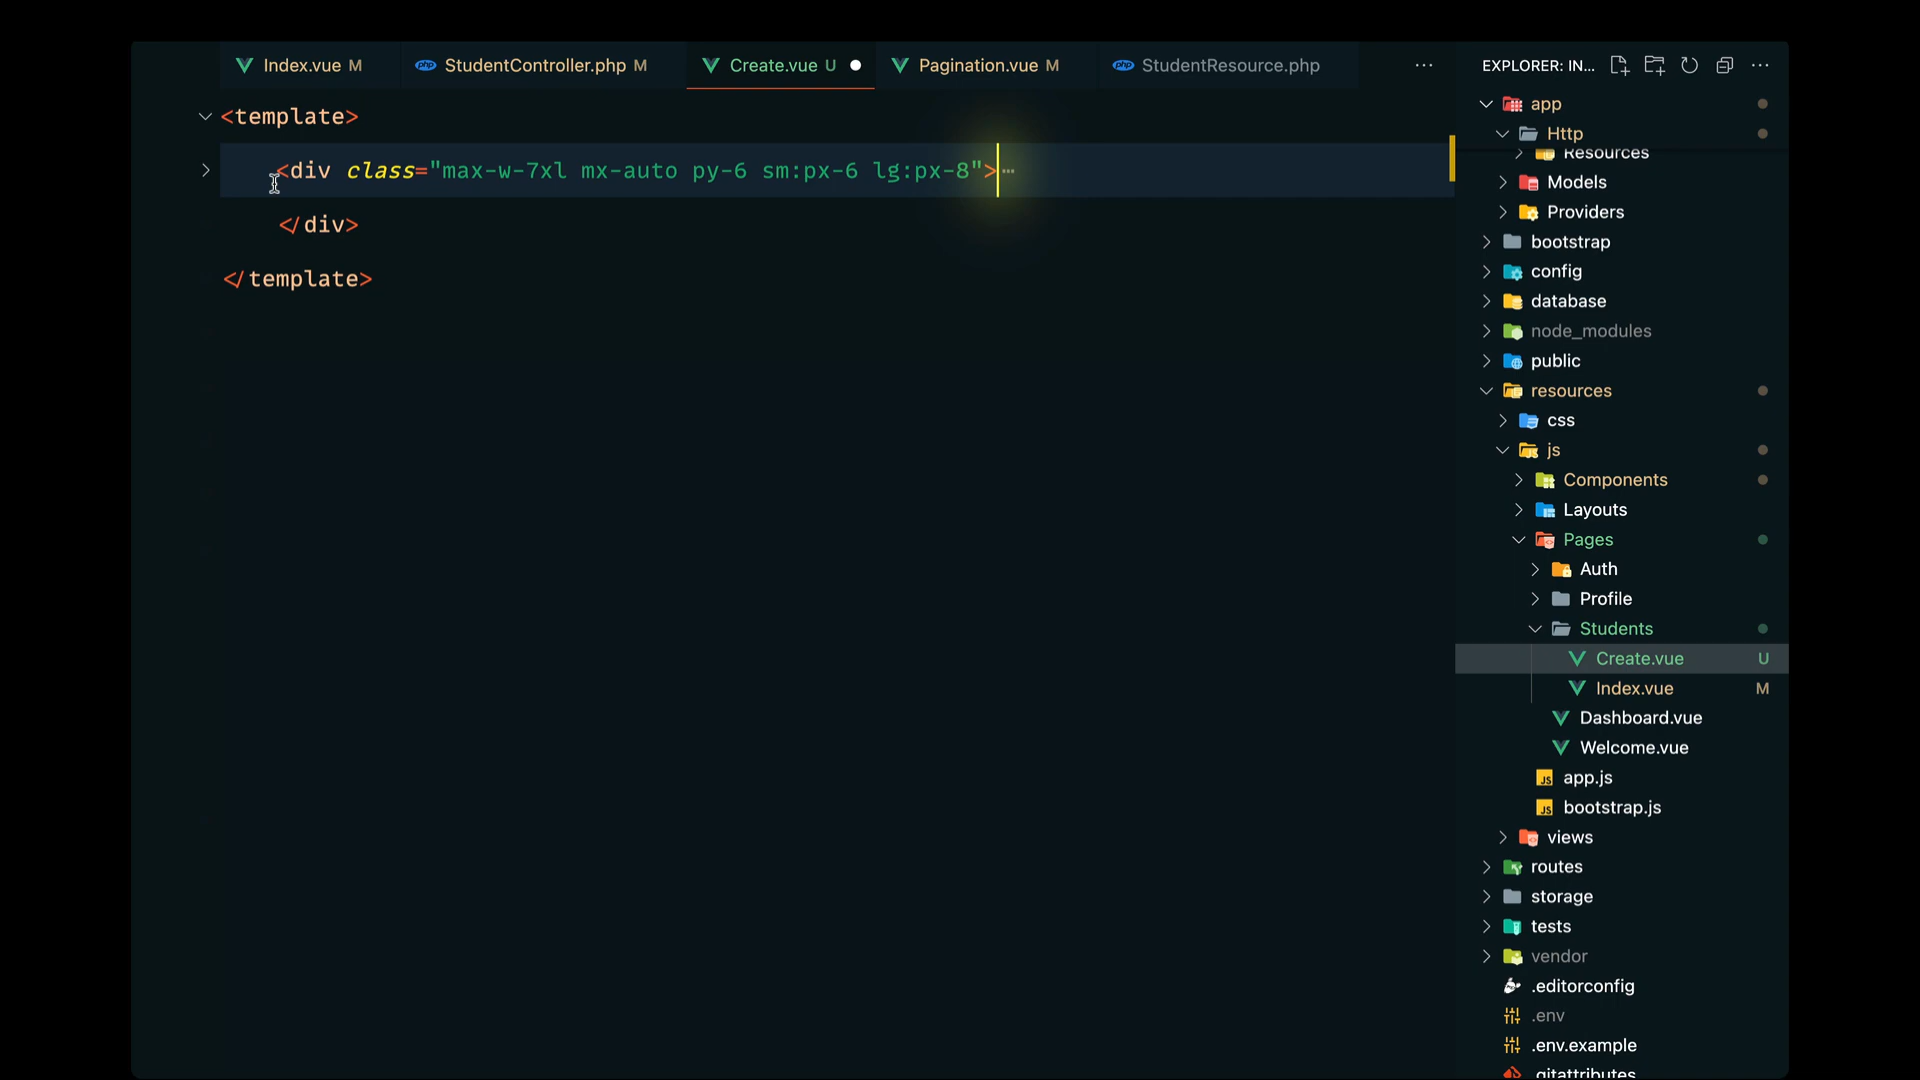 Index.vue M
StudentController.php M
Create.vue U
Pagination.vue M
StudentResource.php
...
EXPLORER: IN...
...
<template>
<div class="max-w-7xl mx-auto py-6 sm:px-6 lg:px-8">…
</div>
</template>
app
Http
Resources
Models
Providers
bootstrap
config
database
node_modules
public
resources
css
js
Components
Layouts
Pages
Auth
Profile
Students
Create.vue U
Index.vue M
Dashboard.vue
Welcome.vue
JS app.js
JS bootstrap.js
views
routes
storage
tests
vendor
.editorconfig
.env
.env.example
.gitattributes